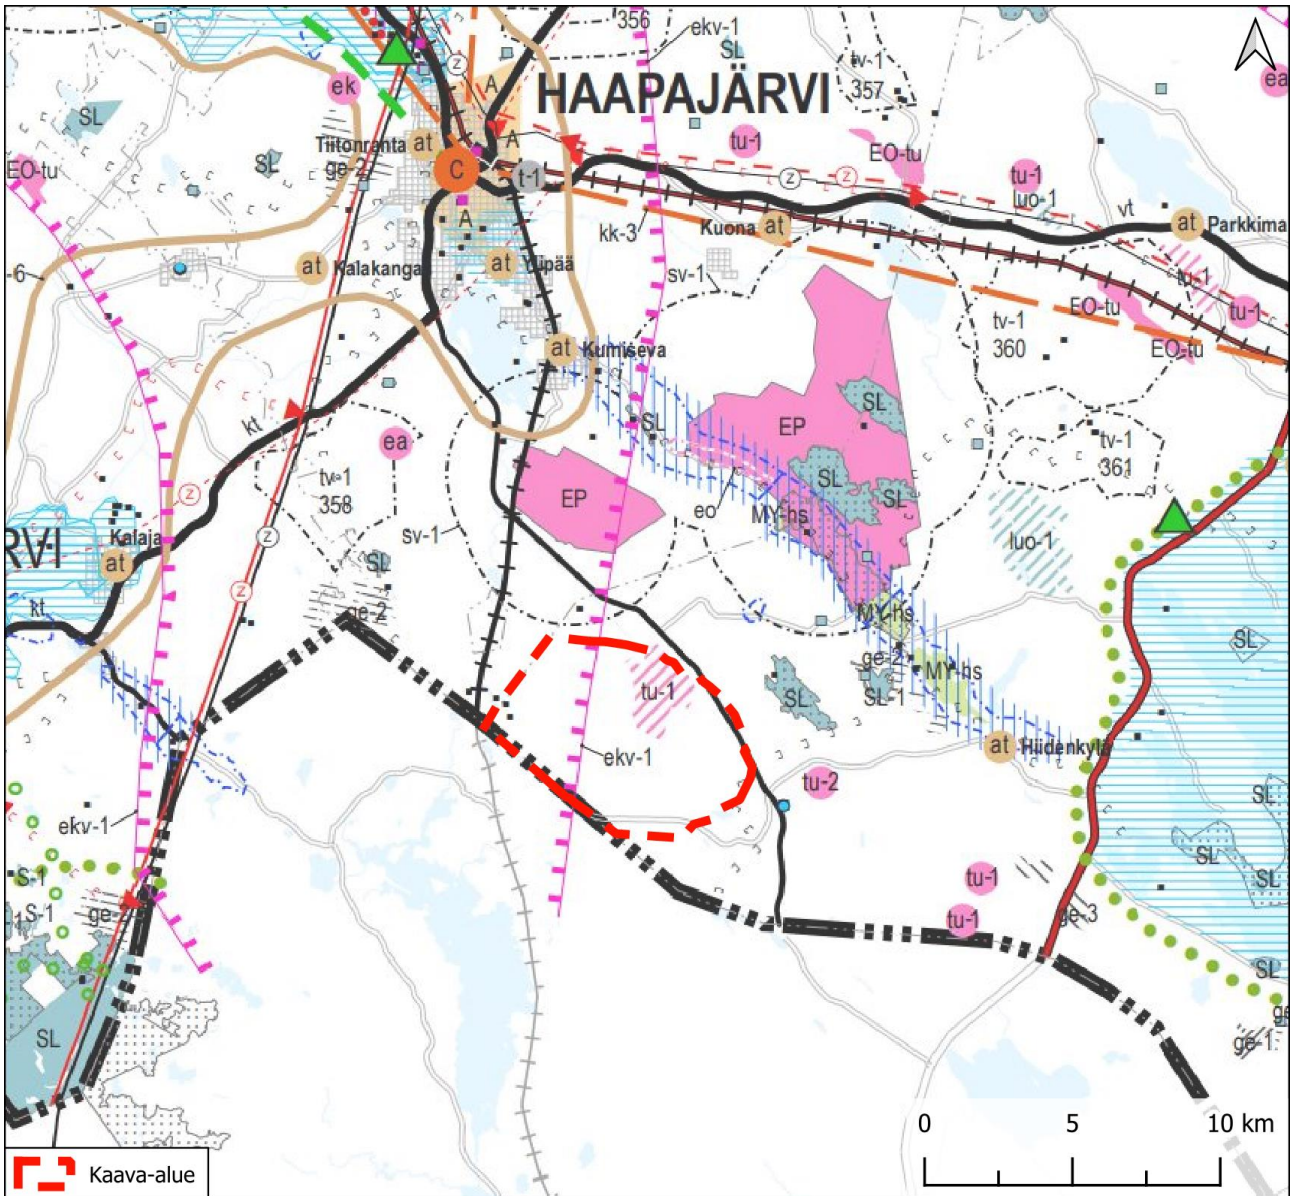 356
ekv-1
SL
tv-1
357
ea
HAAPAJÄRVI
ek
z
A
SL
Tiitonranta
at
A
tu-1
EO-tu
SL
ge-2
C
t-1
EO-tu
z
z
tu-1
luo-1
vt
at
Parkkima
A
kk-3
Kuona
at
at
Kalakangas
at
Ylipää
-6
sv-1
tu-1
EO-tu
tu-1
tv-1
360
EO-tu
at
Kumiseva
SL
SL
EP
kt
ea
tv-1
361
tv-1
358
z
EP
SL
SL
eo
MY-hs
RVI
Kalaja
at
z
sv-1
luo-1
SL
z
kt
ge-2
MY-hs
SL
ge-2
MY-hs
tu-1
SL
SL-1
at
Hiidenkylä
ekv-1
tu-2
SL
ekv-1
SL
S-1
SL
tu-1
S-1
ge-2
tu-1
ge-3
SL
SL
ge-1
0
5
10 km
Kaava-alue